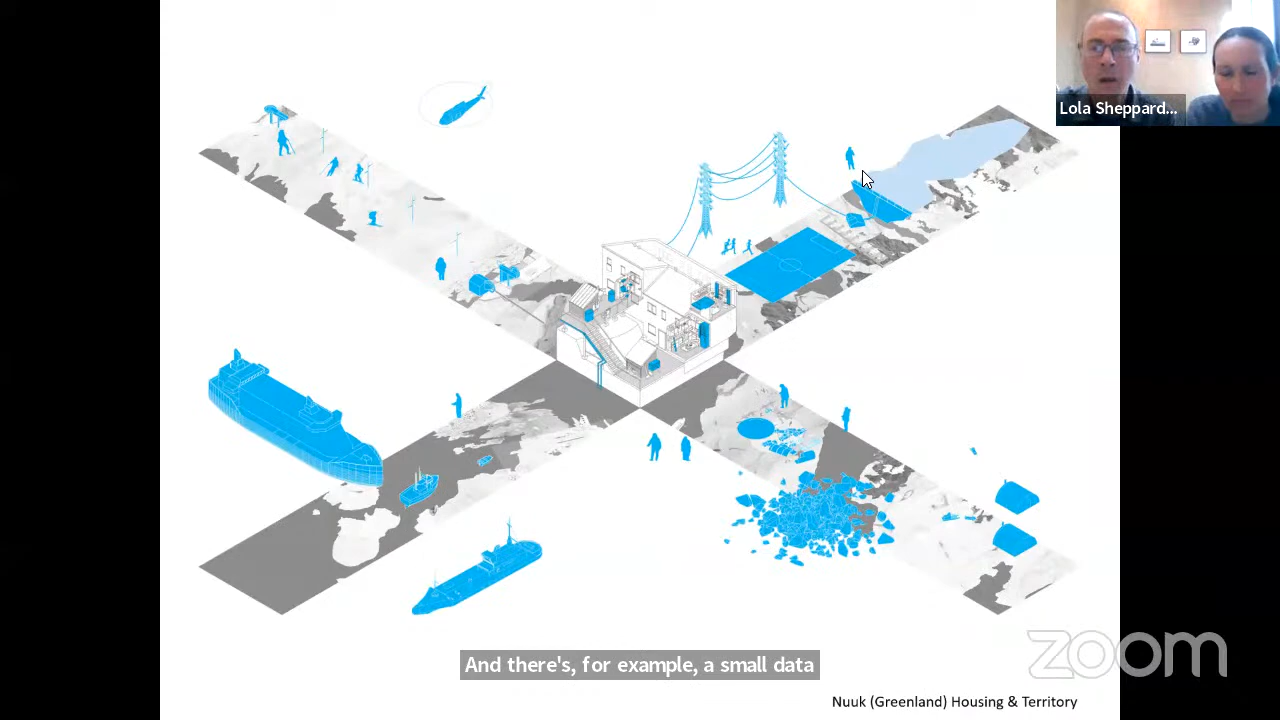 Lola Sheppard...
And there's, for example, a small data
zoom
Nuuk (Greenland) Housing & Territory